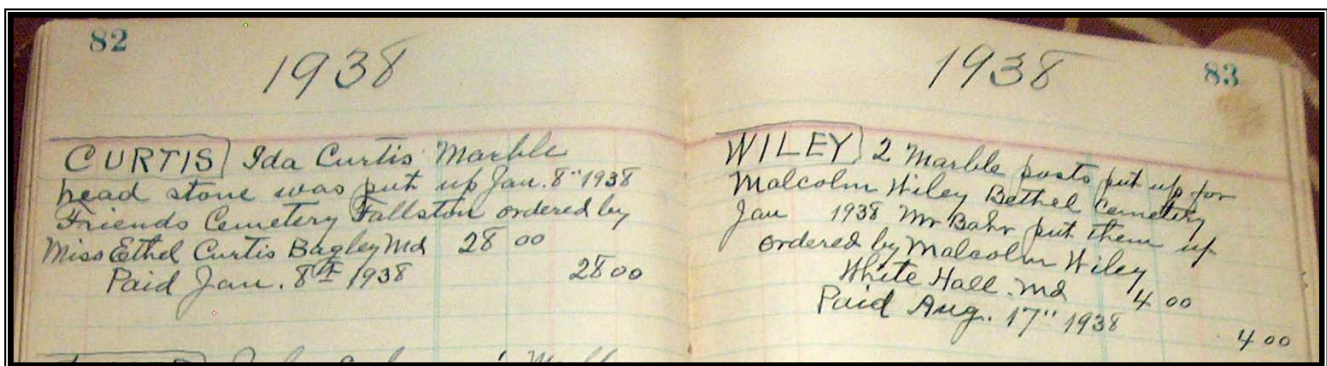 82
1938
CURTIS) Ida Curtis Marble
head stone was put up Jan. 8" 1938
Friends Cemetery Fallston ordered by
Miss Ethel Curtis Bagley Md 28 00
Paid Jan. 8th 1938 28 00
1938
83
WILEY) 2 Marble posts put up for
Malcolm Wiley Bethel Cemetery
Jan 1938 Mr Bahr put them up
ordered by Malcolm Wiley
White Hall. Md 4 00
Paid Aug. 17" 1938
4 00